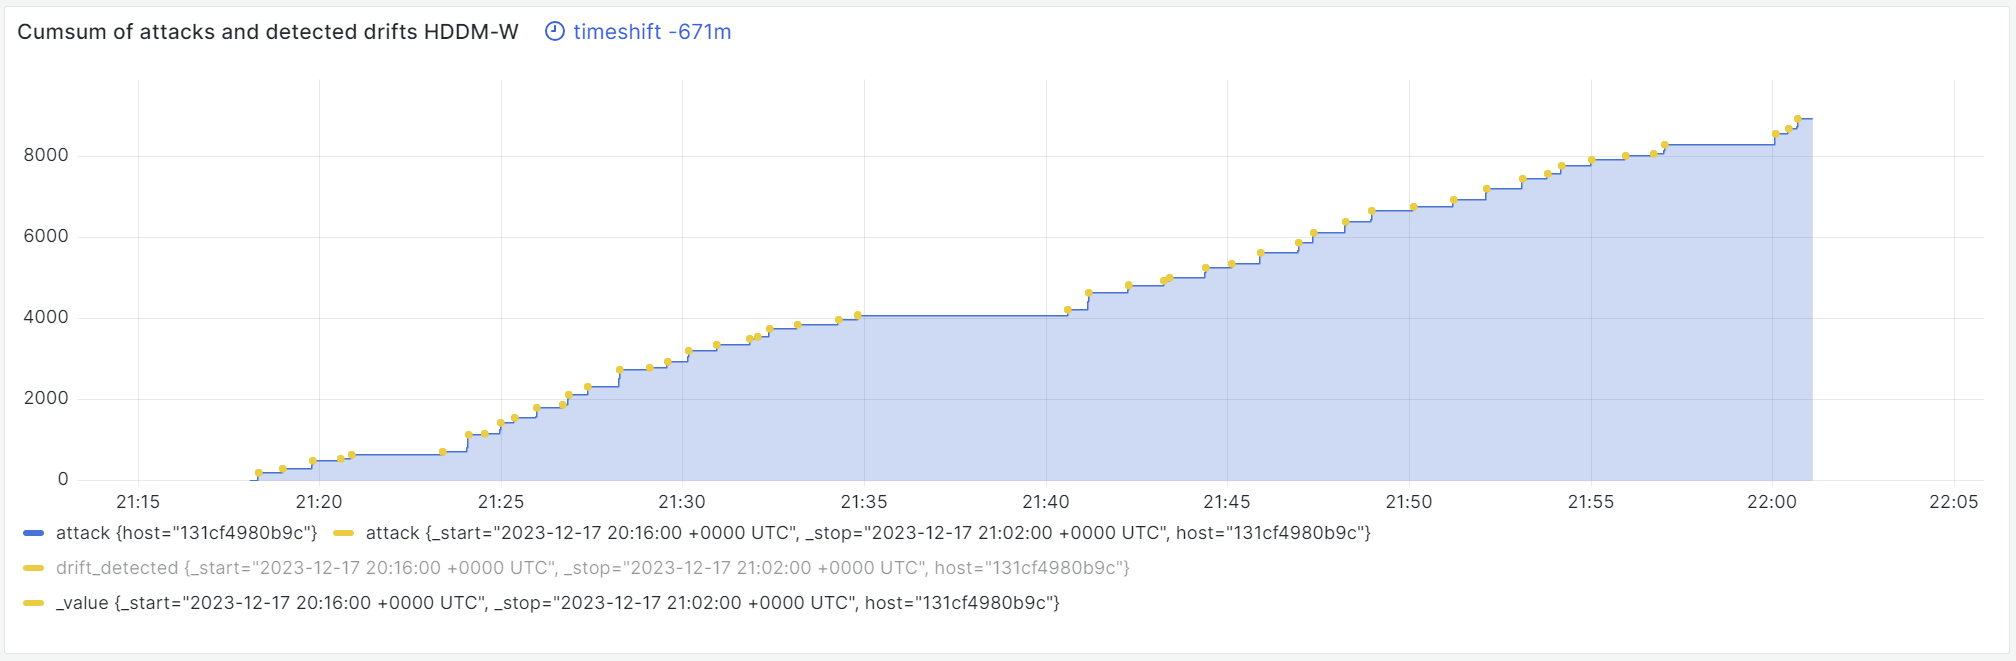 Cumsum of attacks and detected drifts HDDM-W timeshift -671m
8000
6000
4000
2000
0
21:15 21:20 21:25 21:30 21:35 21:40 21:45 21:50 21:55 22:00 22:05
attack {host="131cf4980b9c"} attack {_start="2023-12-17 20:16:00 +0000 UTC", _stop="2023-12-17 21:02:00 +0000 UTC", host="131cf4980b9c"}
drift_detected {_start="2023-12-17 20:16:00 +0000 UTC", _stop="2023-12-17 21:02:00 +0000 UTC", host="131cf4980b9c"}
_value {_start="2023-12-17 20:16:00 +0000 UTC", _stop="2023-12-17 21:02:00 +0000 UTC", host="131cf4980b9c"}